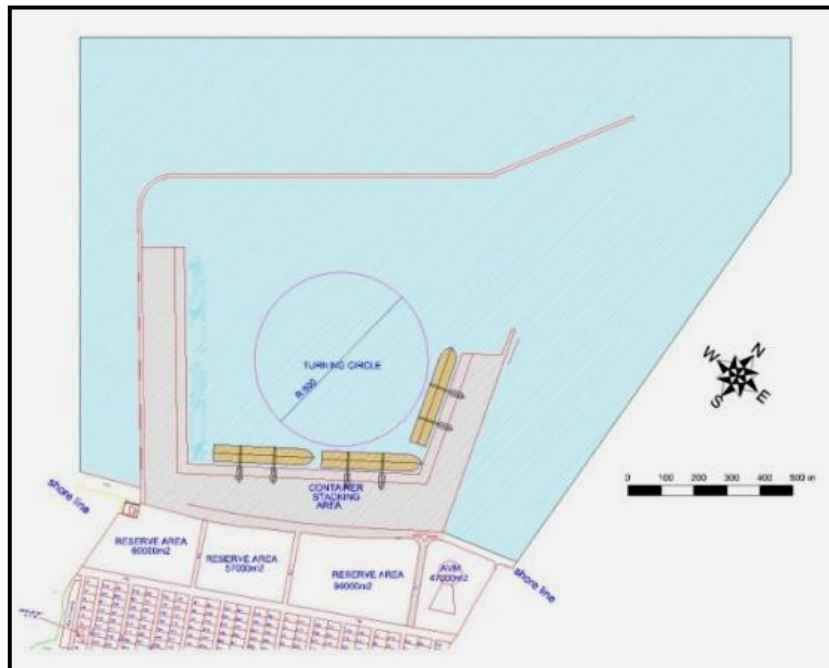 TURNING CIRCLE
R 500
N
W
E
S
0 100 200 300 400 500 m
CONTAINER
STACKING
AREA
shore line
shore line
RESERVE AREA
60000m2
RESERVE AREA
57000m2
RESERVE AREA
94000m2
AVM
47000m2